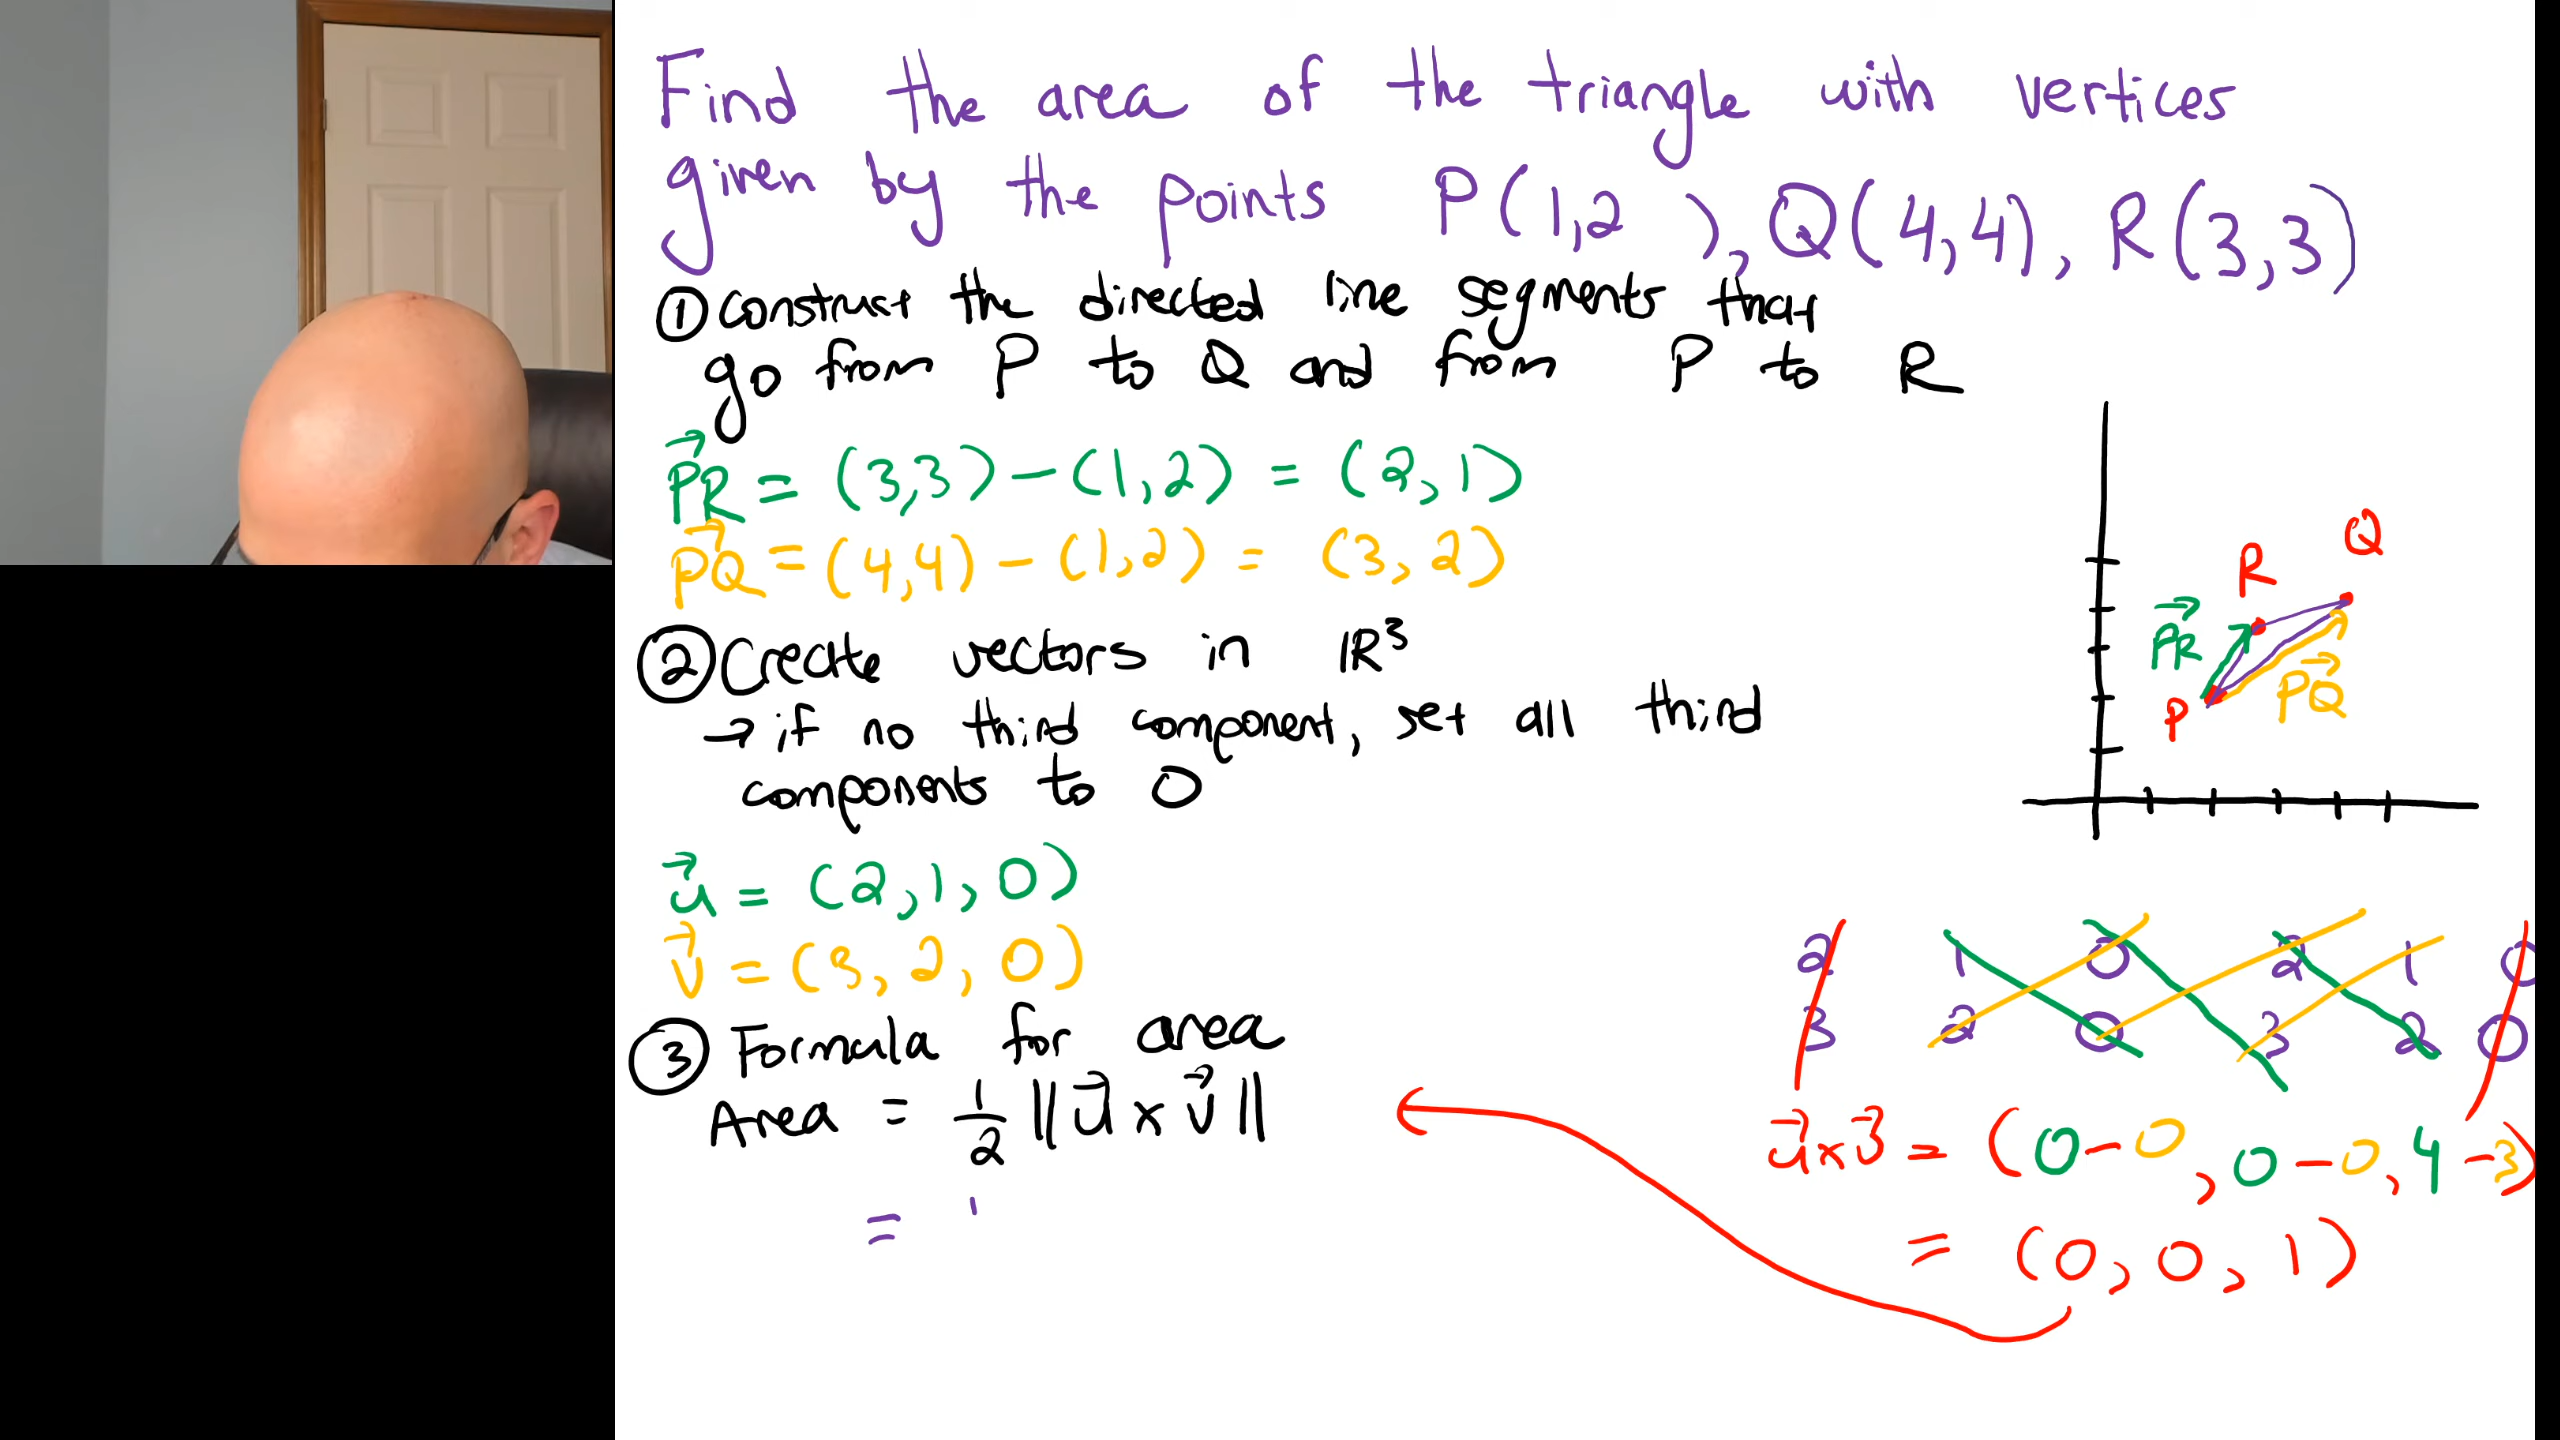 Find the area of the triangle with vertices
given by the points P(1,2), Q(4,4), R(3,3)
① construct the directed line segments that
go from P to Q and from P to R
→PR = (3,3) - (1,2) = (2,1)
→PQ = (4,4) - (1,2) = (3,2)
② Create vectors in ℝ³
→ if no third component, set all third
components to 0
→u = (2,1,0)
→v = (3,2,0)
③ Formula for area
Area = 1/2 ||→u × →v||
= '
Q
R
→PR
→PQ
P
2 1 0 2 1 0
3 2 0 3 2 0
→u × →v = (0-0, 0-0, 4-3)
= (0, 0, 1)